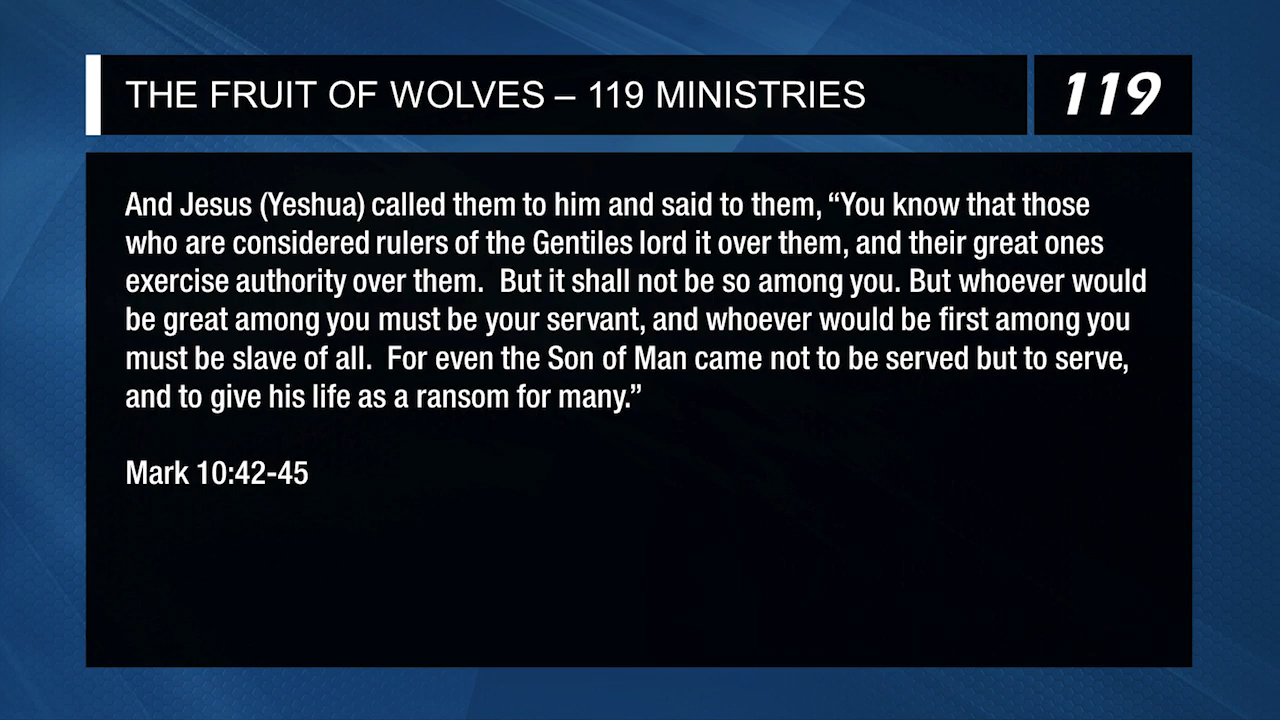 THE FRUIT OF WOLVES – 119 MINISTRIES
119
And Jesus (Yeshua) called them to him and said to them, “You know that those
who are considered rulers of the Gentiles lord it over them, and their great ones
exercise authority over them.  But it shall not be so among you. But whoever would
be great among you must be your servant, and whoever would be first among you
must be slave of all.  For even the Son of Man came not to be served but to serve,
and to give his life as a ransom for many.”
Mark 10:42-45